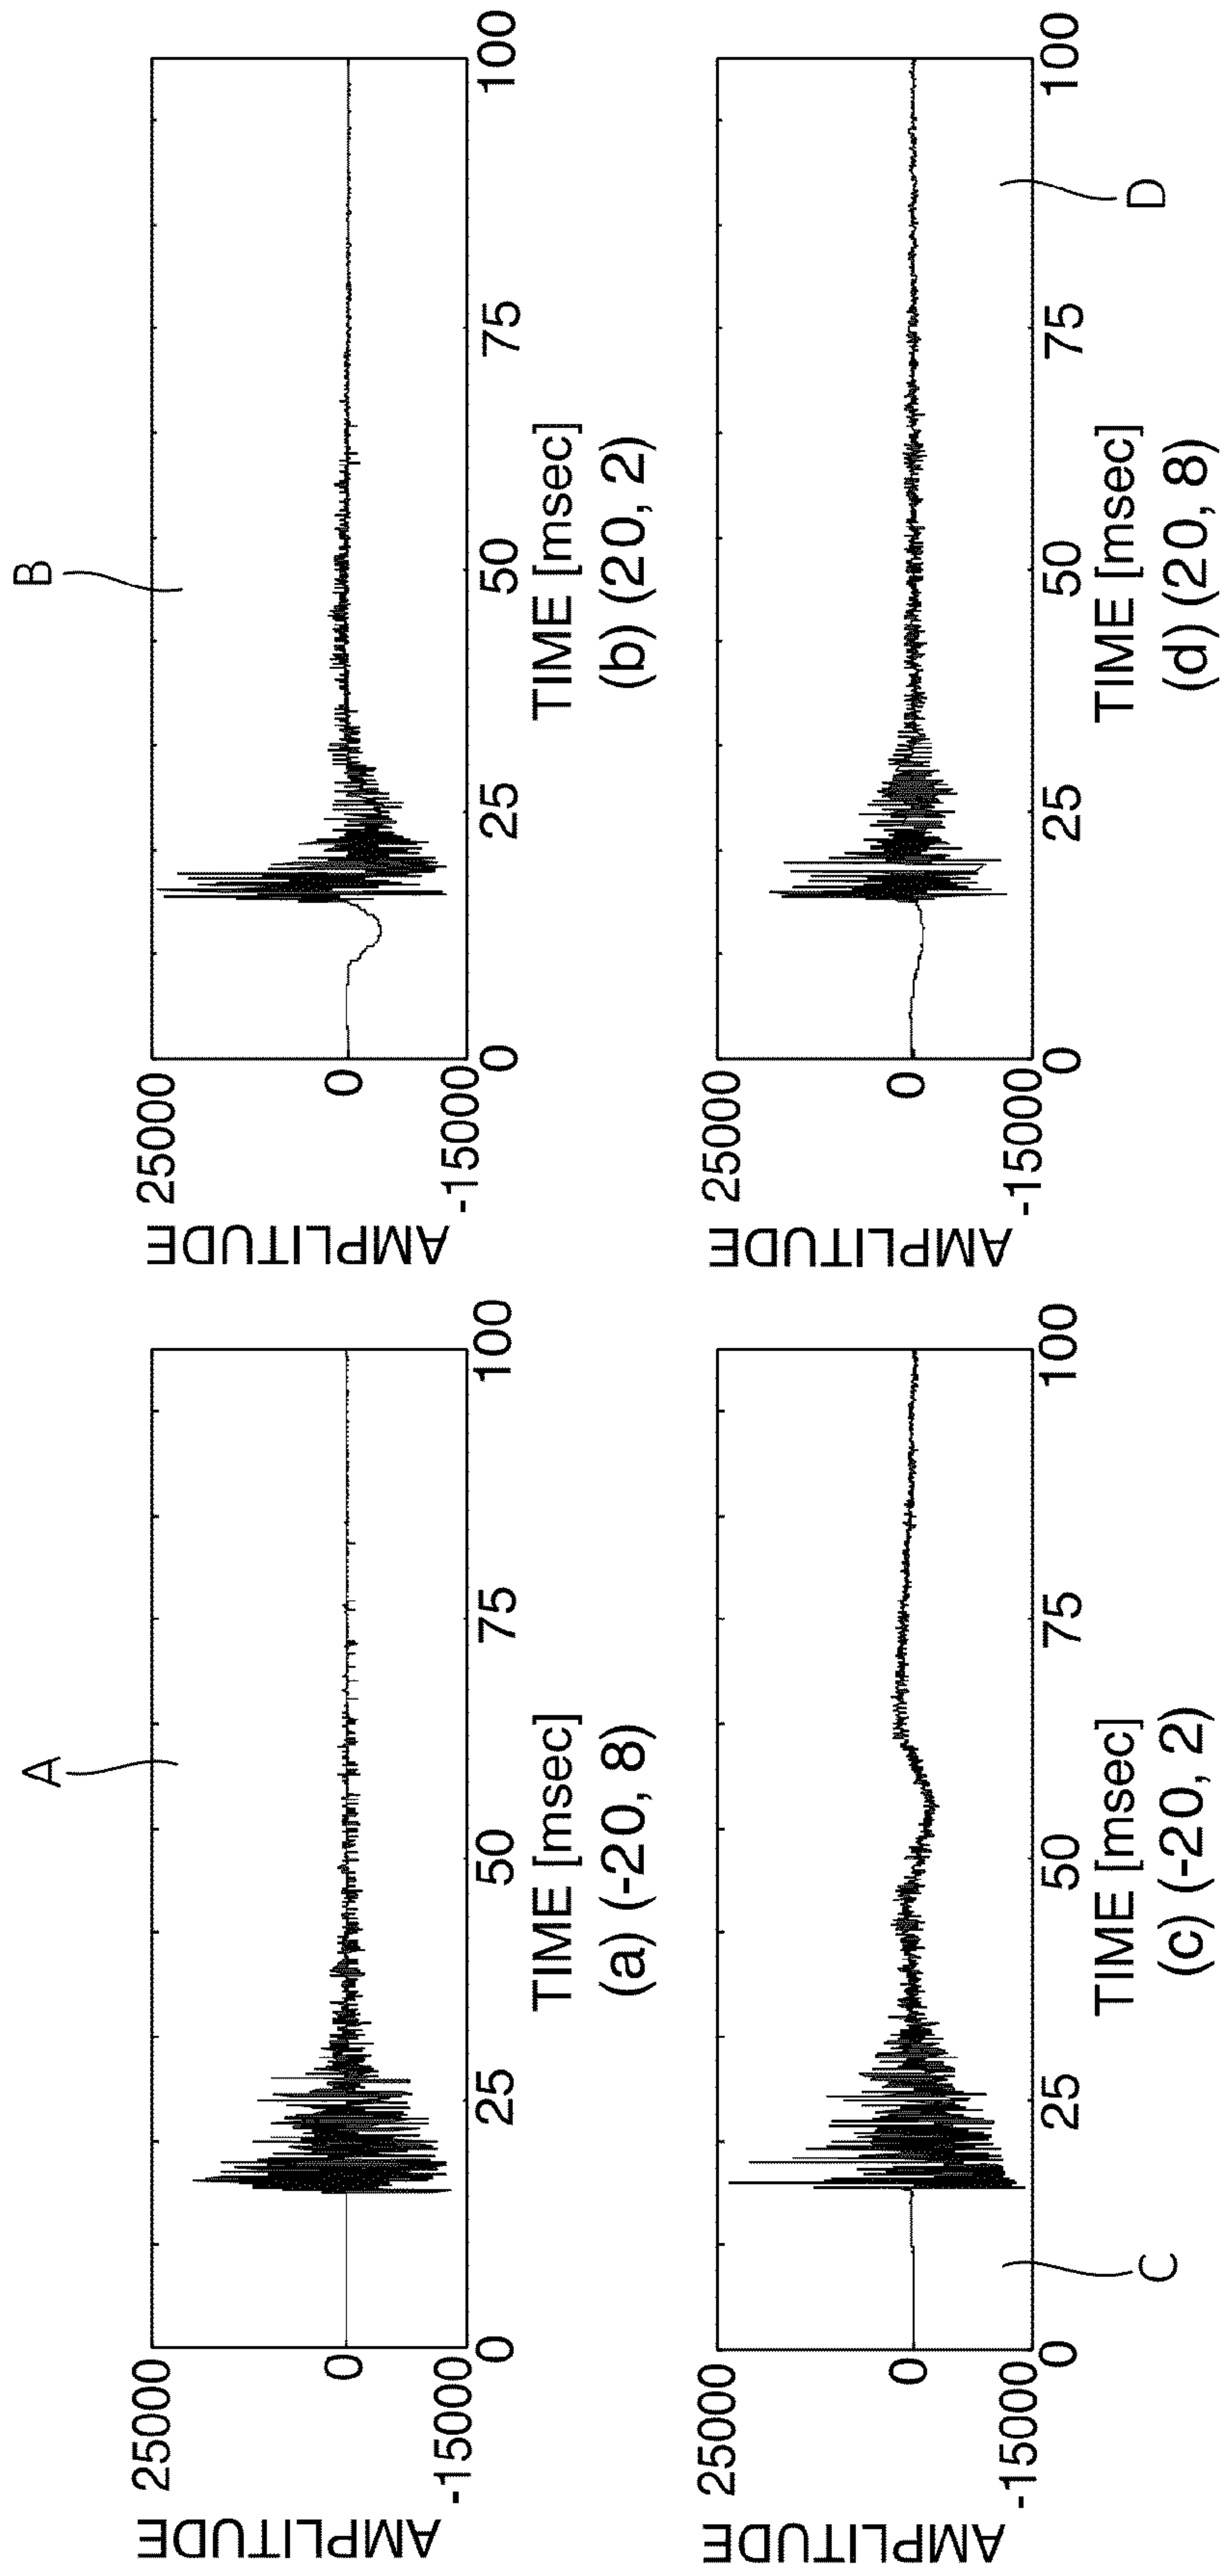 A
AMPLITUDE
25000
0
-15000
0
25
50
75
100
TIME [msec]
(a) (-20, 8)
B
AMPLITUDE
25000
0
-15000
0
25
50
75
100
TIME [msec]
(b) (20, 2)
AMPLITUDE
25000
0
-15000
0
25
50
75
100
TIME [msec]
(c) (-20, 2)
C
AMPLITUDE
25000
0
-15000
0
25
50
75
100
TIME [msec]
(d) (20, 8)
D